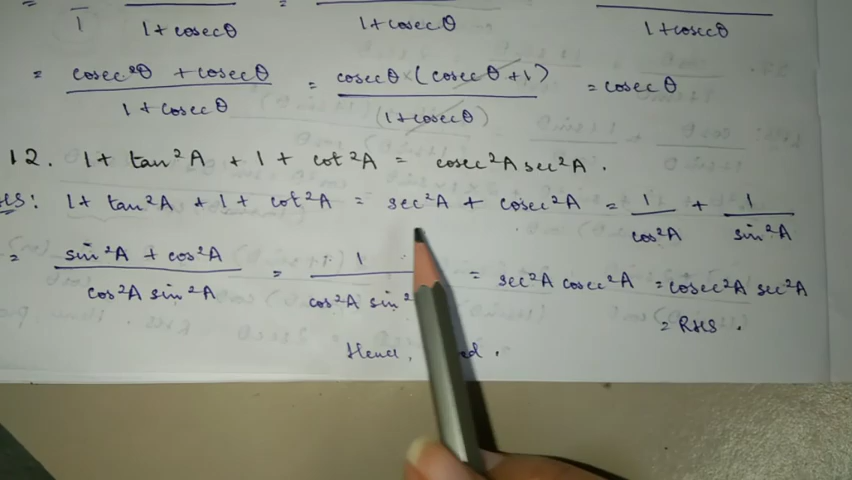 = 1 / 1 + cosecθ = / 1 + cosecθ / 1 + cosecθ
= cosec²θ + cosecθ / 1 + cosecθ = cosecθ (cosecθ + 1) / (1 + cosecθ) = cosecθ
12. 1 + tan²A + 1 + cot²A = cosec²A sec²A .
LHS: 1 + tan²A + 1 + cot²A = sec²A + cosec²A = 1 / cos²A + 1 / sin²A
= sin²A + cos²A / cos²A sin²A = 1 / cos²A sin² = sec²A cosec²A = cosec²A sec²A
= RHS .
Hence, ed .